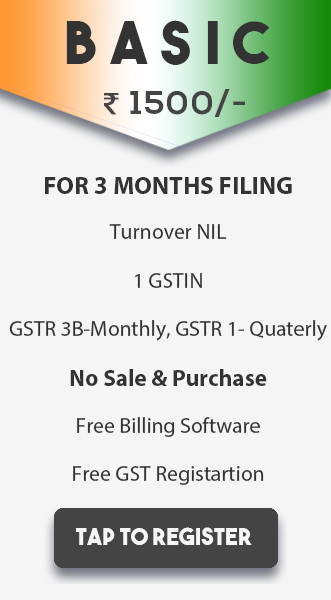 BASIC
₹ 1500/-
FOR 3 MONTHS FILING
Turnover NIL
1 GSTIN
GSTR 3B-Monthly, GSTR 1- Quaterly
No Sale & Purchase
Free Billing Software
Free GST Registartion
TAP TO REGISTER